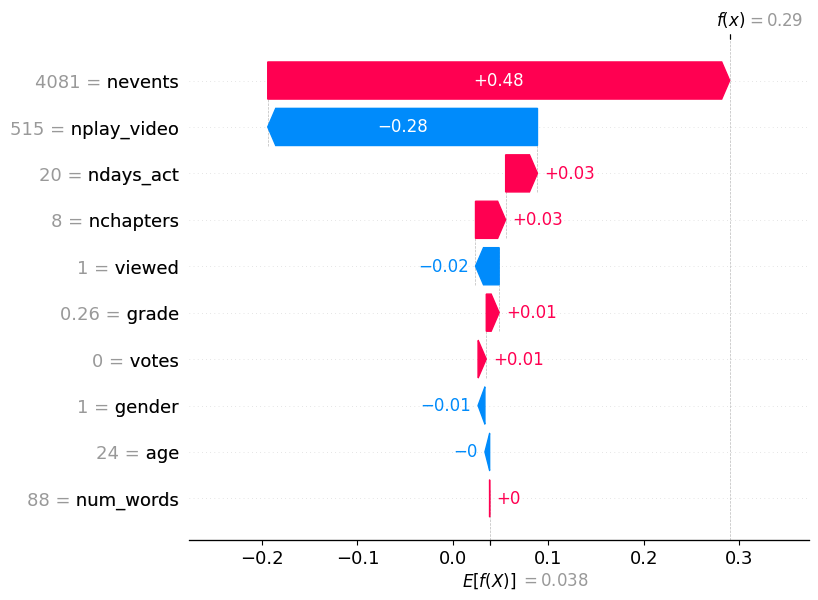 f(x) = 0.29
4081 = nevents
+0.48
515 = nplay_video
−0.28
20 = ndays_act
+0.03
8 = nchapters
+0.03
1 = viewed
−0.02
0.26 = grade
+0.01
0 = votes
+0.01
1 = gender
−0.01
24 = age
−0
88 = num_words
+0
−0.2 −0.1 0.0 0.1 0.2 0.3
E[f(X)] = 0.038